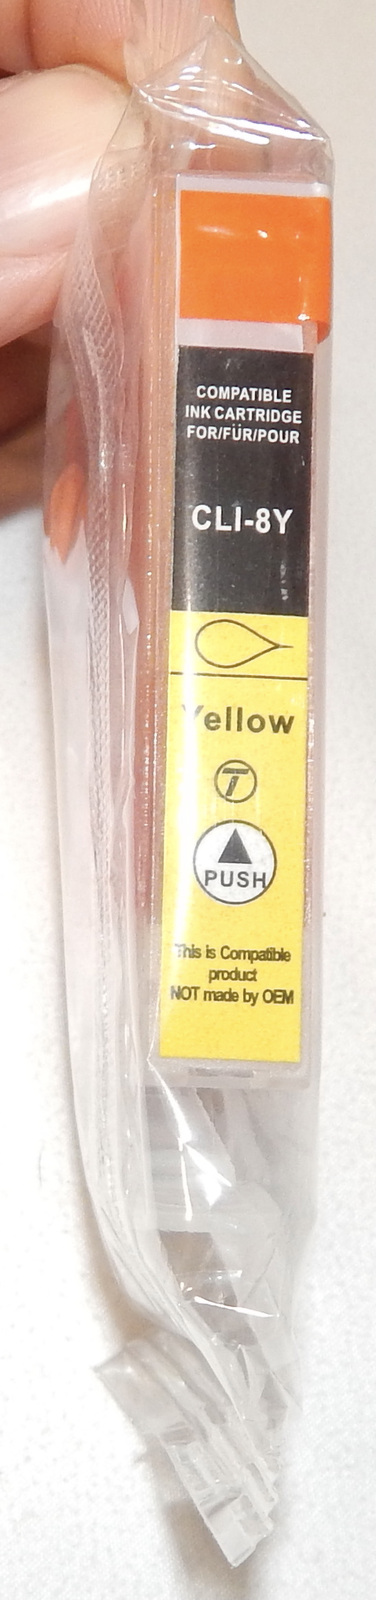 COMPATIBLE
INK CARTRIDGE
FOR/FÜR/POUR
CLI-8Y
Yellow
T
PUSH
This is Compatible
product
NOT made by OEM